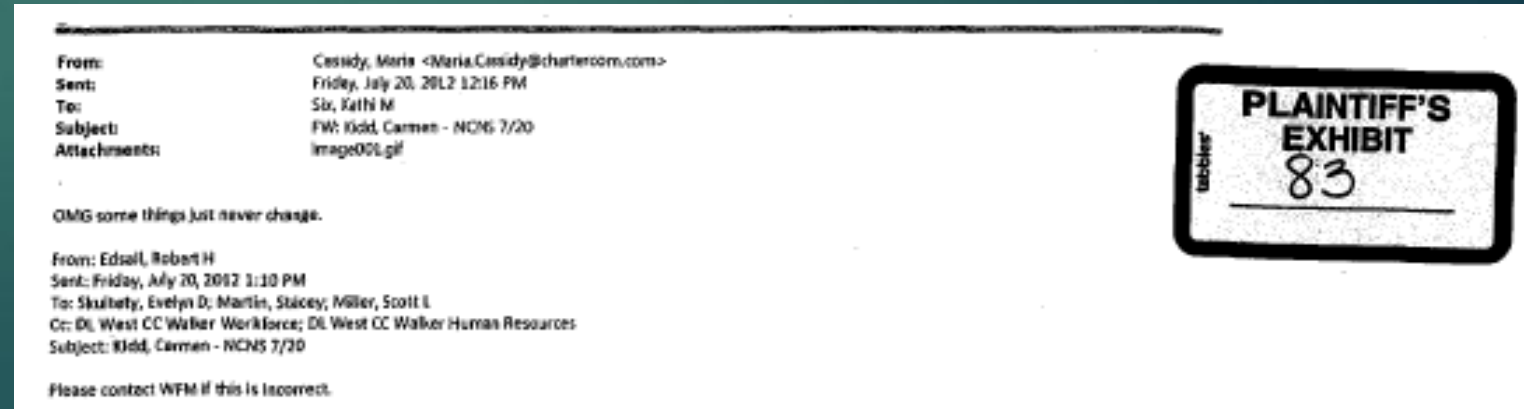 From: Cassidy, Maria <Maria.Cassidy@chartercom.com>
Sent: Friday, July 20, 2012 12:16 PM
To: Six, Kathi M
Subject: FW: Kidd, Carmen - NCNS 7/20
Attachments: image001.gif
OMG some things just never change.
From: Edsall, Robert H
Sent: Friday, July 20, 2012 1:10 PM
To: Skultety, Evelyn D; Martin, Stacey; Miller, Scott L
Cc: DL West CC Walker Workforce; DL West CC Walker Human Resources
Subject: Kidd, Carmen - NCNS 7/20
Please contact WFM if this is incorrect.
PLAINTIFF'S
EXHIBIT
83
tabbies'